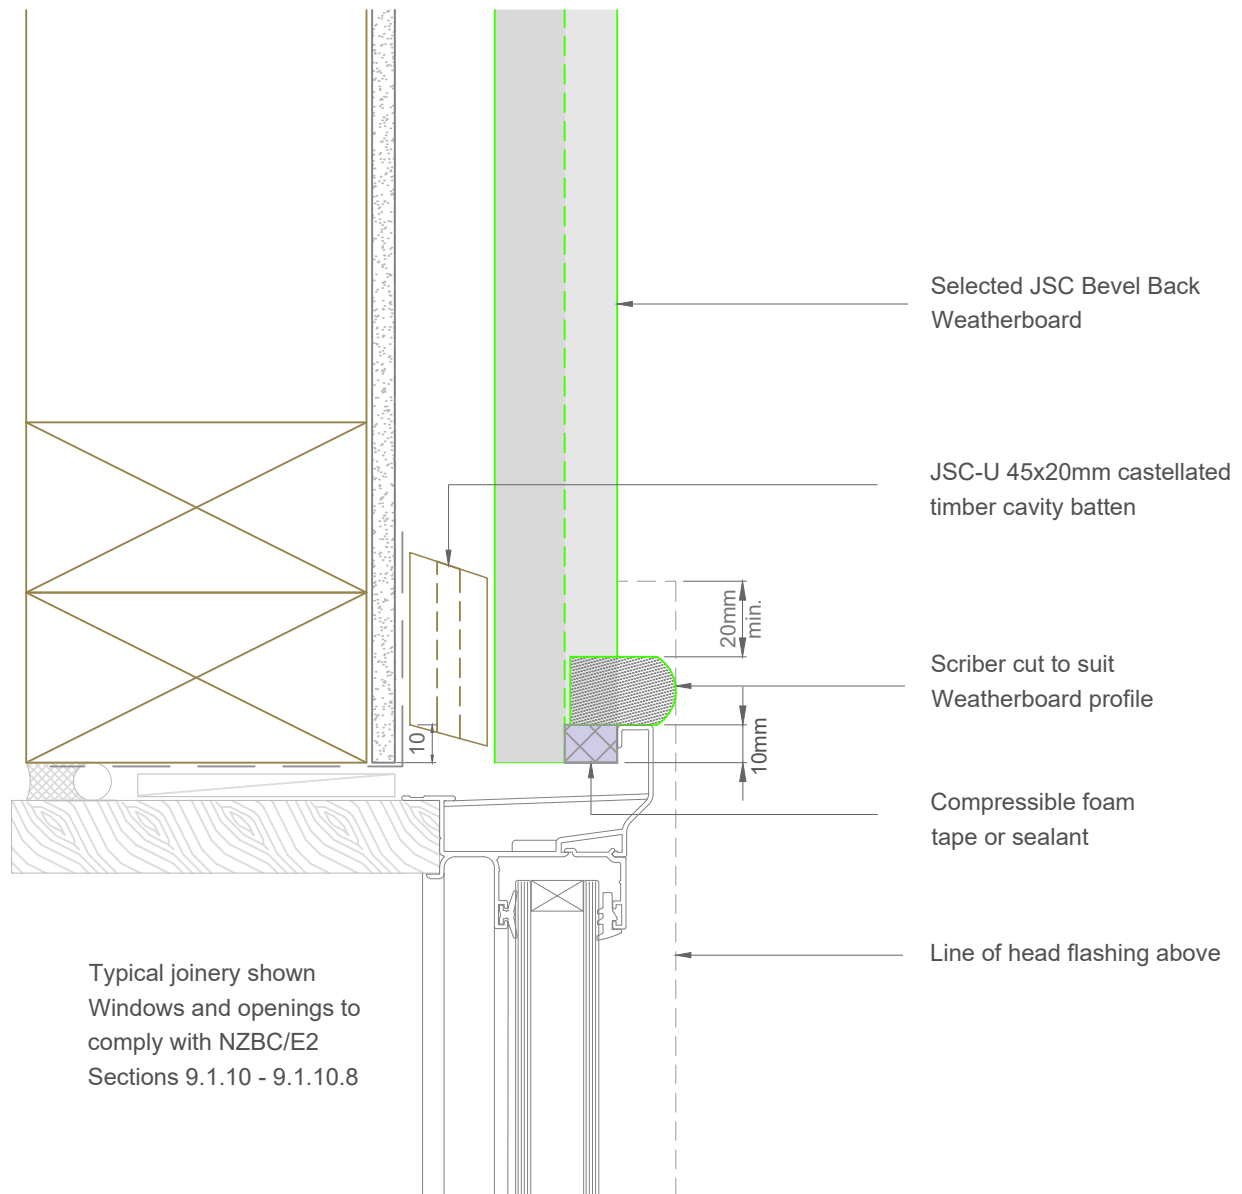 Selected JSC Bevel Back
Weatherboard
JSC-U 45x20mm castellated
timber cavity batten
20mm
min.
Scriber cut to suit
Weatherboard profile
10
10mm
Compressible foam
tape or sealant
Line of head flashing above
Typical joinery shown
Windows and openings to
comply with NZBC/E2
Sections 9.1.10 - 9.1.10.8